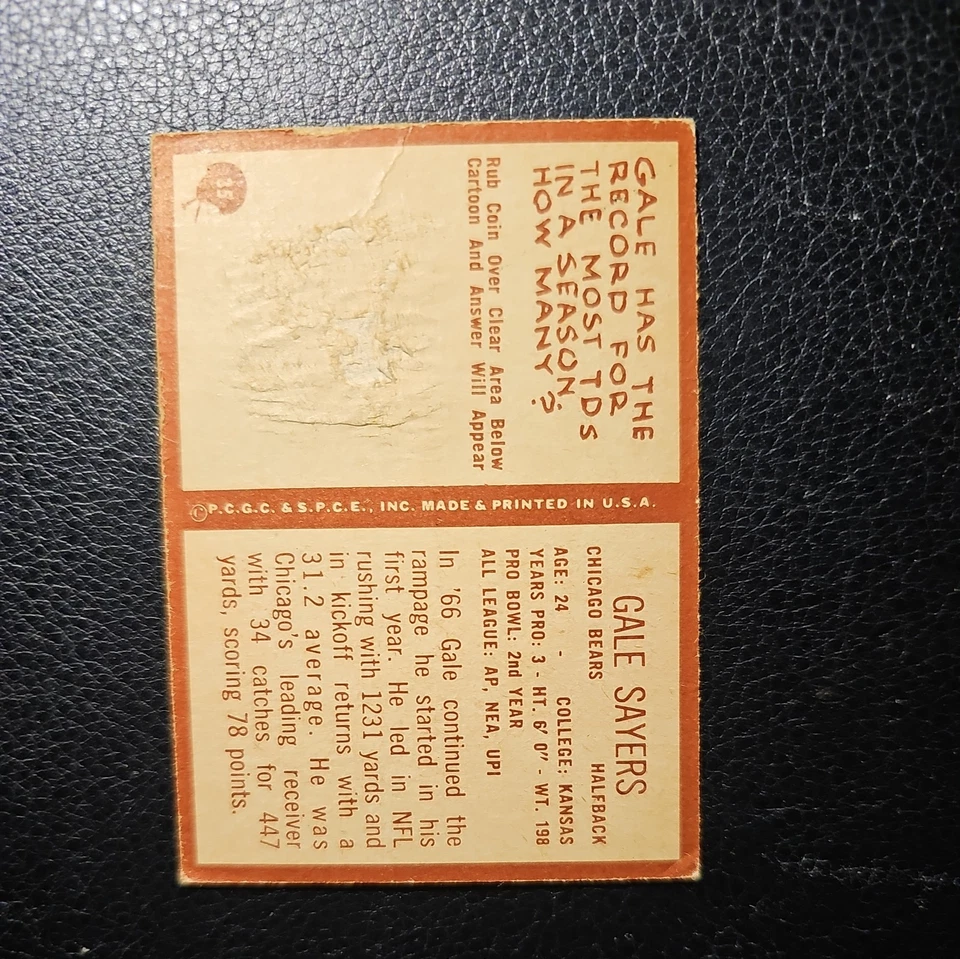 35
GALE HAS THE
RECORD FOR
THE MOST TDS
IN A SEASON.
HOW MANY?
Rub Coin Over Clear Area Below
Cartoon And Answer Will Appear
©P.C.G.C. & S.P.C.E., INC. MADE & PRINTED IN U.S.A.
GALE SAYERS
CHICAGO BEARS HALFBACK
AGE: 24 - COLLEGE: KANSAS
YEARS PRO: 3 - HT. 6' 0" - WT. 198
PRO BOWL: 2nd YEAR
ALL LEAGUE: AP, NEA, UPI
In '66 Gale continued the
rampage he started in his
first year. He led in NFL
rushing with 1231 yards and
in kickoff returns with a
31.2 average. He was
Chicago's leading receiver
with 34 catches for 447
yards, scoring 78 points.